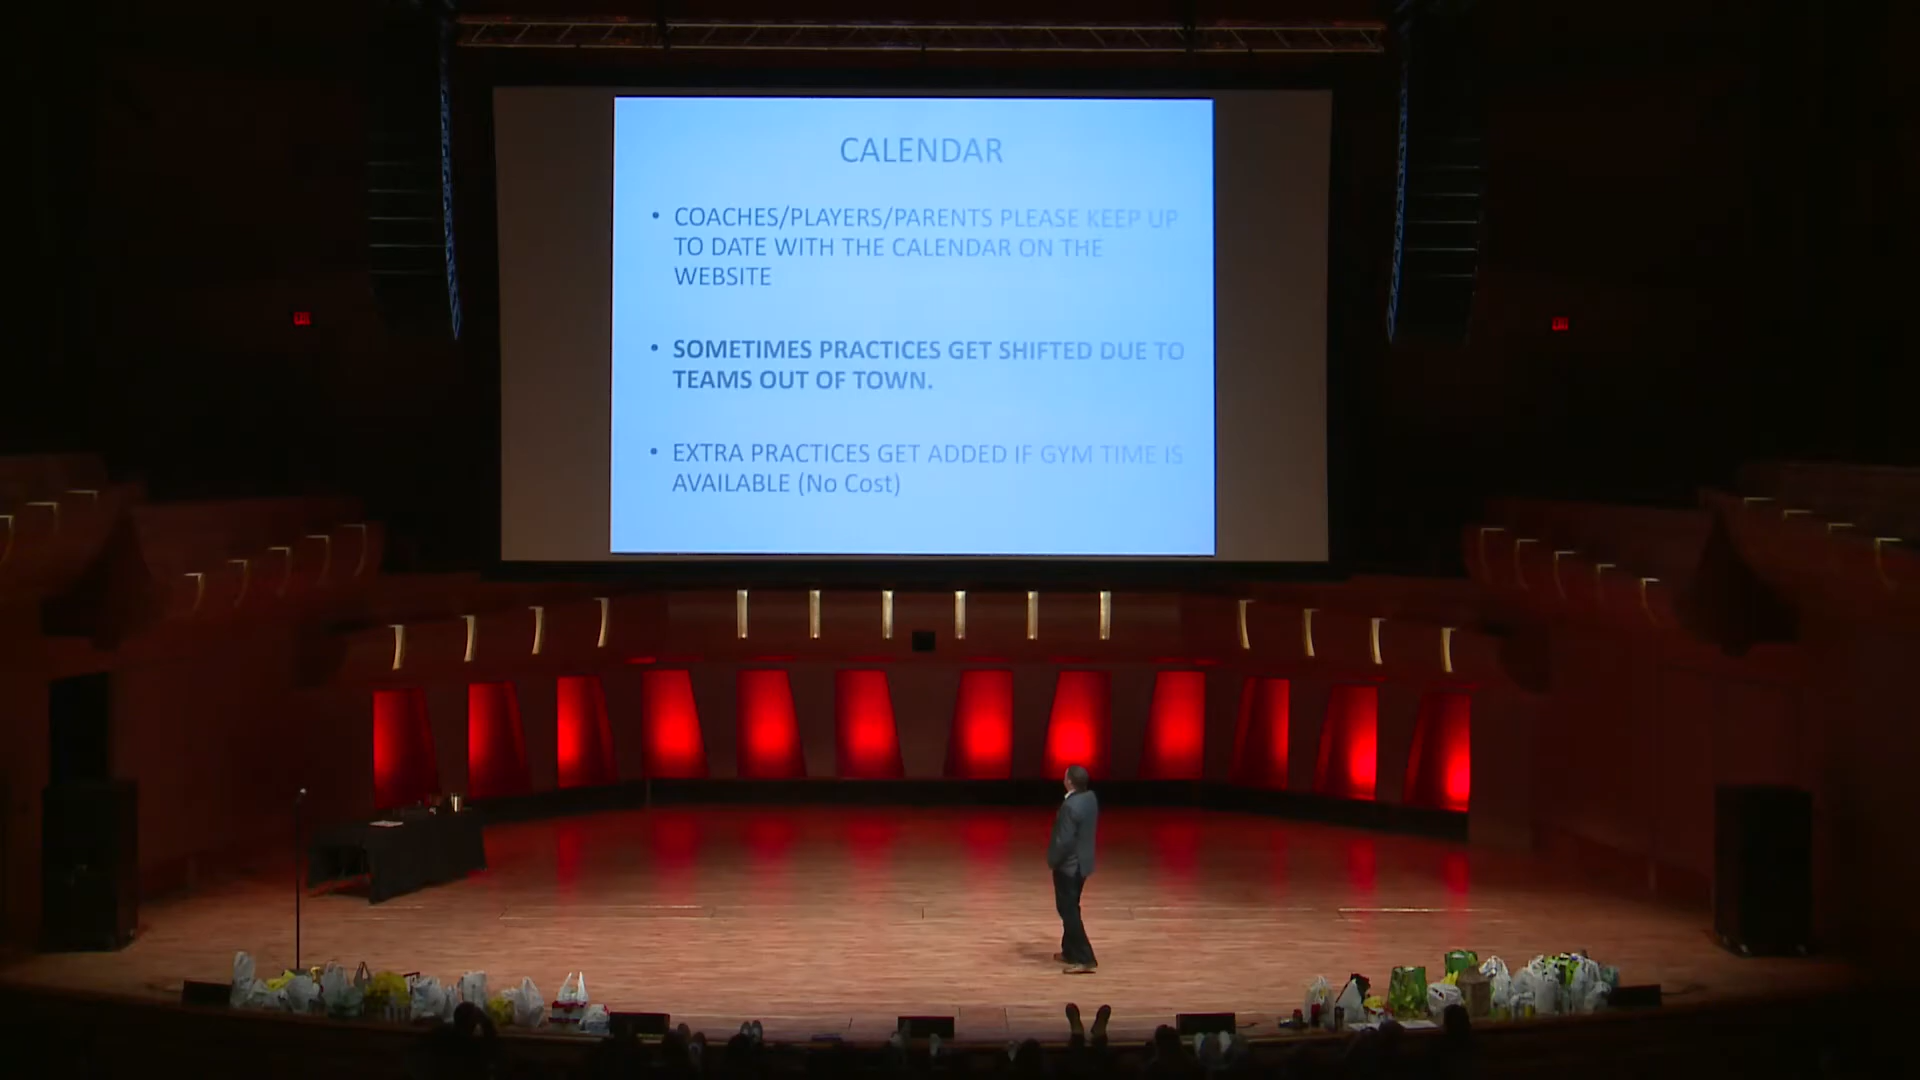 CALENDAR
• COACHES/PLAYERS/PARENTS PLEASE KEEP UP
TO DATE WITH THE CALENDAR ON THE
WEBSITE
• SOMETIMES PRACTICES GET SHIFTED DUE TO
TEAMS OUT OF TOWN.
• EXTRA PRACTICES GET ADDED IF GYM TIME IS
AVAILABLE (No Cost)